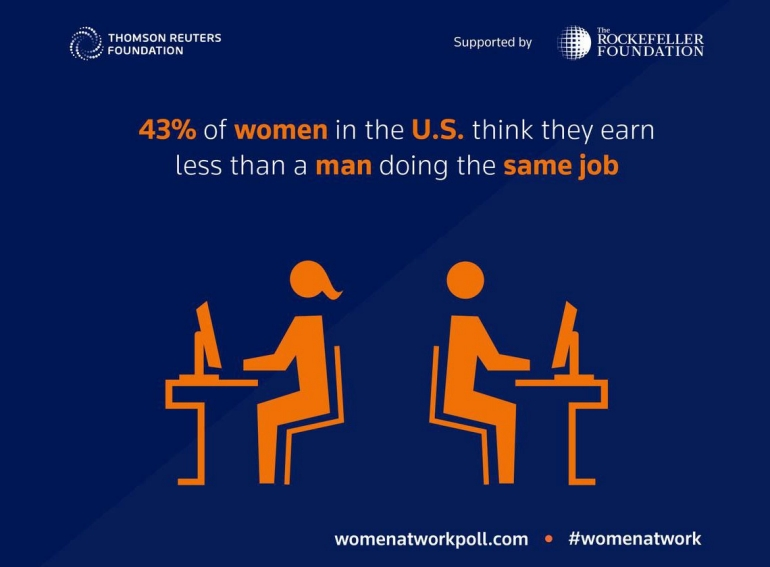 THOMSON REUTERS
FOUNDATION
Supported by
The
ROCKEFELLER
FOUNDATION
43% of women in the U.S. think they earn
less than a man doing the same job
womenatworkpoll.com • #womenatwork